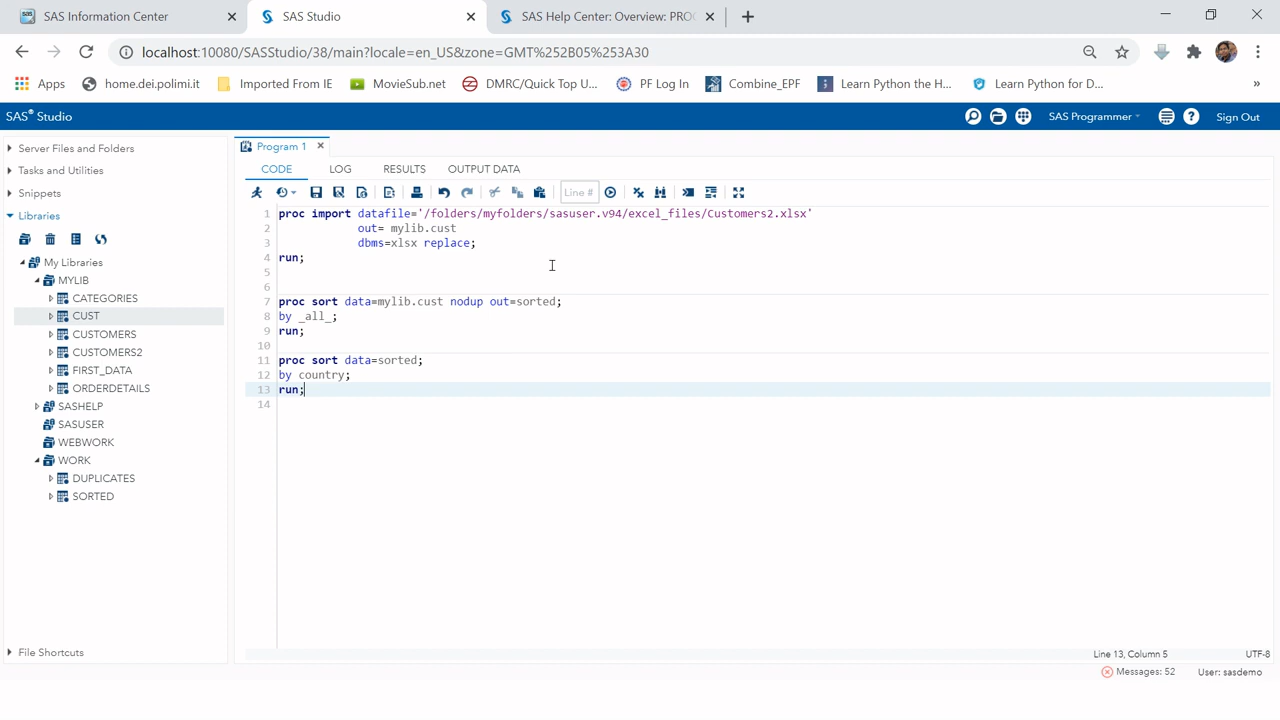 SAS Information Center
SAS Studio
SAS Help Center: Overview: PRO
localhost:10080/SASStudio/38/main?locale=en_US&zone=GMT%252B05%253A30
Apps
home.dei.polimi.it
Imported From IE
MovieSub.net
DMRC/Quick Top U...
PF Log In
Combine_EPF
Learn Python the H...
Learn Python for D...
»
SAS® Studio
SAS Programmer
Sign Out
Server Files and Folders
Tasks and Utilities
Snippets
Libraries
My Libraries
MYLIB
CATEGORIES
CUST
CUSTOMERS
CUSTOMERS2
FIRST_DATA
ORDERDETAILS
SASHELP
SASUSER
WEBWORK
WORK
DUPLICATES
SORTED
File Shortcuts
Program 1
CODE LOG RESULTS OUTPUT DATA
Line #
1 proc import datafile='/folders/myfolders/sasuser.v94/excel_files/Customers2.xlsx'
2 out= mylib.cust
3 dbms=xlsx replace;
4 run;
5
6
7 proc sort data=mylib.cust nodup out=sorted;
8 by _all_;
9 run;
10
11 proc sort data=sorted;
12 by country;
13 run;
14
Line 13, Column 5
UTF-8
Messages: 52
User: sasdemo